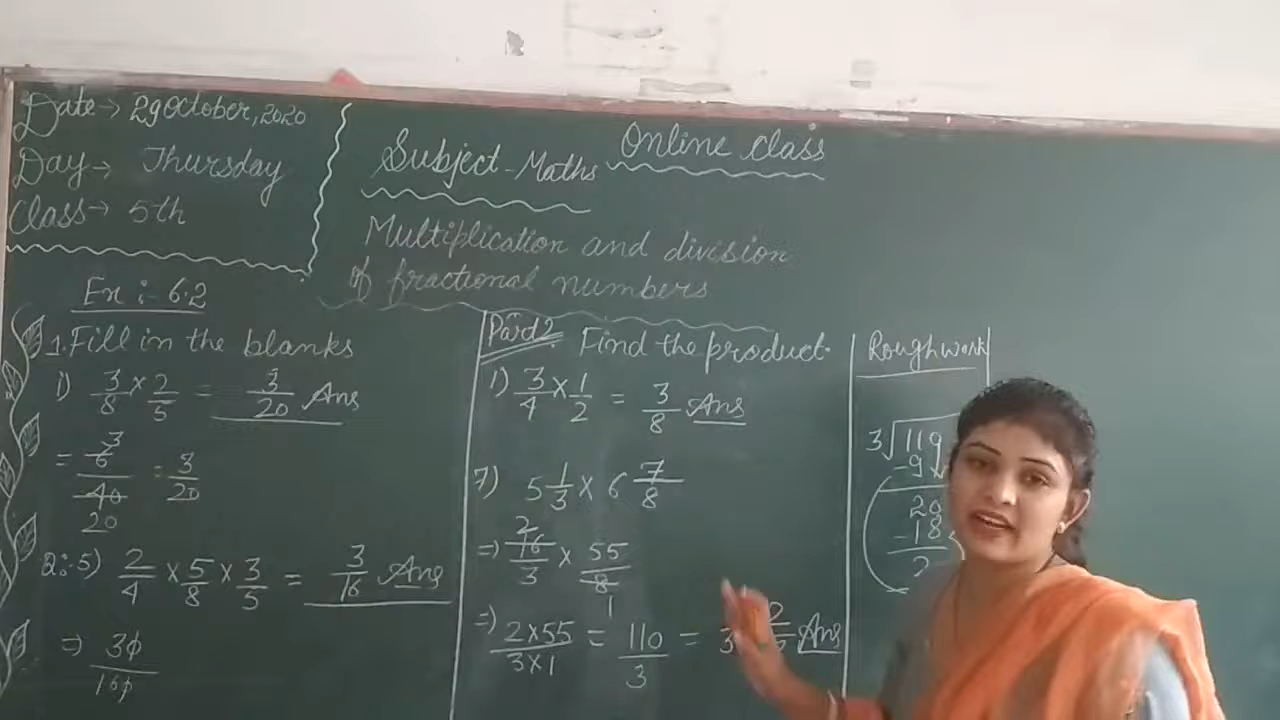 Date → 29 October, 2020
Day → Thursday
Class → 5th
Online class
Subject - Maths
Multiplication and division
of fractional numbers
Ex :- 6.2
1. Fill in the blanks
i) 3/8 × 2/5 = 3/20 Ans
= 3 6/40 20 = 3/20
Q:-5) 2/4 × 5/8 × 3/5 = 3/16 Ans
⇒ 30/160
Part 2. Find the product.
1) 3/4 × 1/2 = 3/8 Ans
7) 5 1/3 × 6 7/8
⇒ 2 16/3 × 55/8 1
⇒ 2×55/3×1 = 110/3 = 3 2/ Ans
Roughwork
3√119
-9
20
-18
2